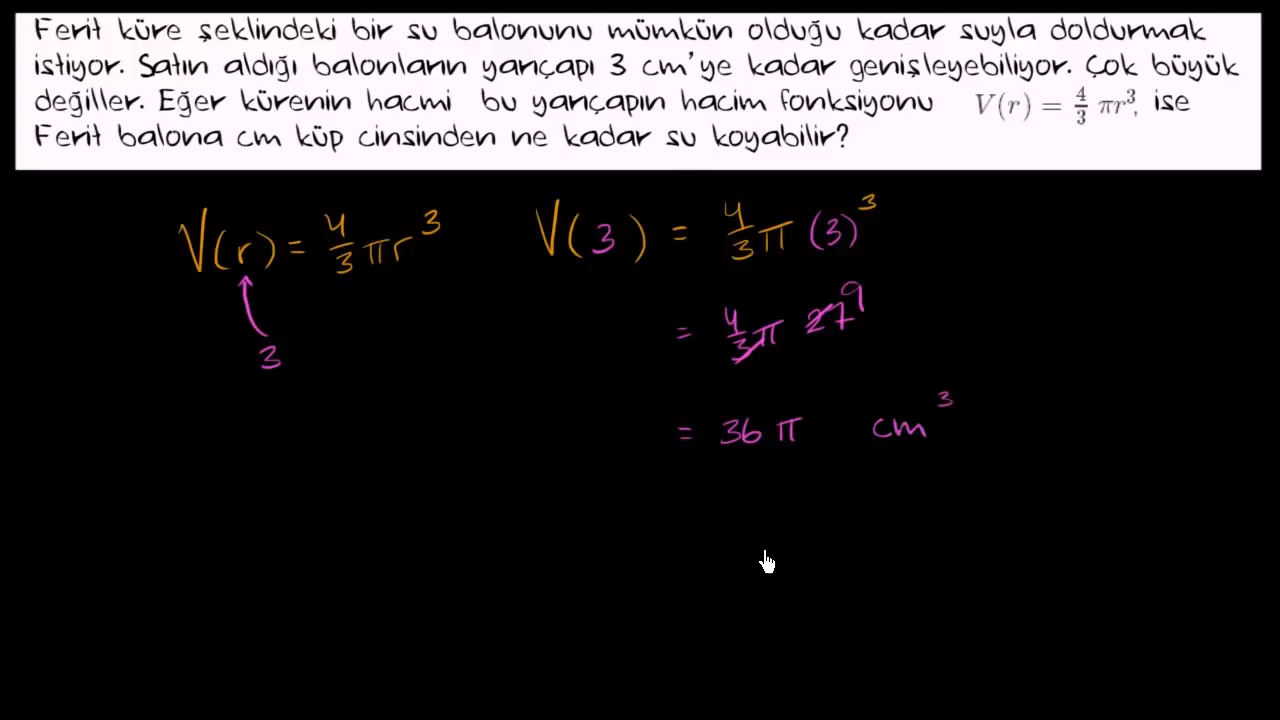 Ferit küre şeklindeki bir su balonunu mümkün olduğu kadar suyla doldurmak
istiyor. Satın aldığı balonların yarıçapı 3 cm'ye kadar genişleyebiliyor. Çok büyük
değiller. Eğer kürenin hacmi bu yarıçapın hacim fonksiyonu V(r) = 4/3 πr³, ise
Ferit balona cm küp cinsinden ne kadar su koyabilir?
V(r) = 4/3 πr³ V(3) = 4/3 π (3)³
= 4/3 π 27 9
3
= 36 π cm³